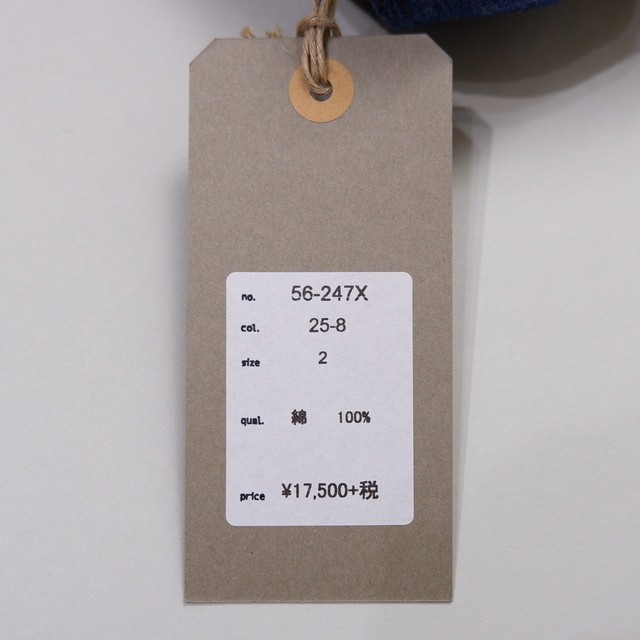 no. 56-247X
col. 25-8
size 2
qual. 綿 100%
price ¥17,500+税